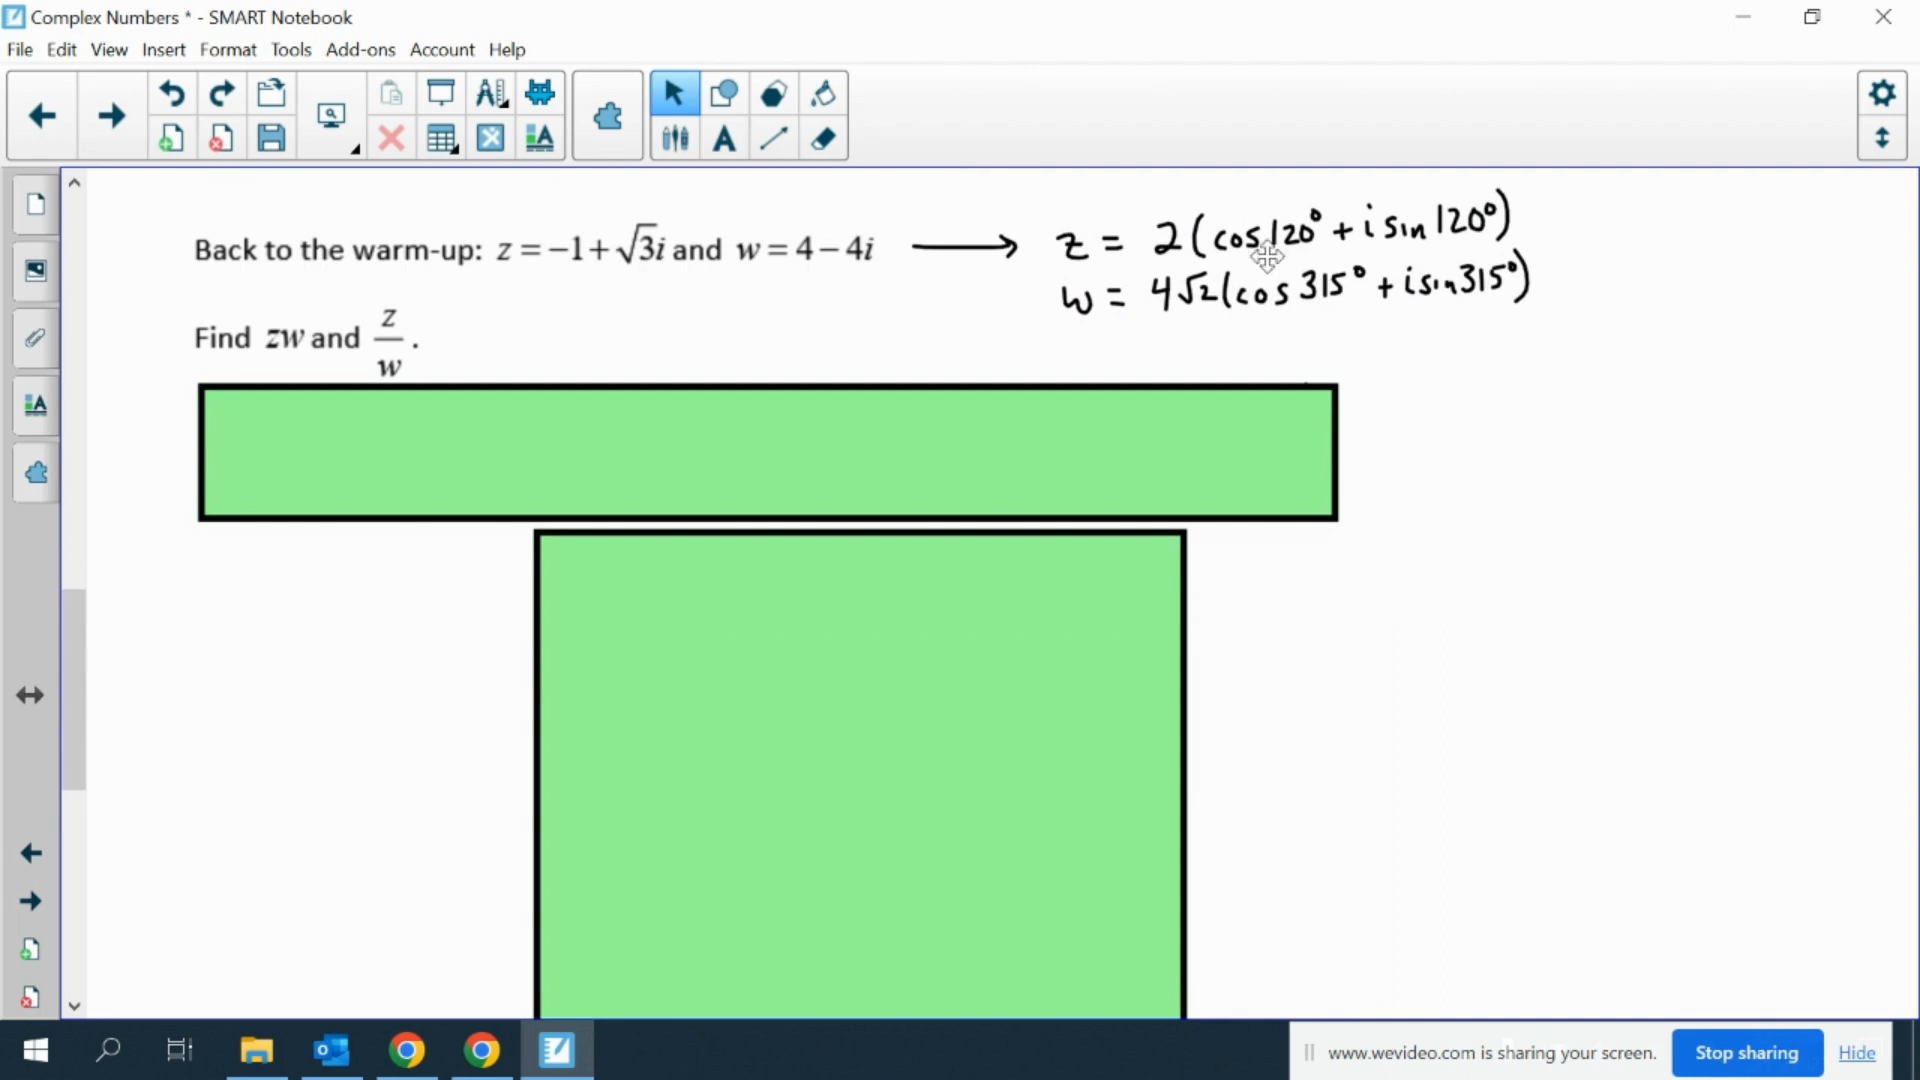 Complex Numbers * - SMART Notebook
File Edit View Insert Format Tools Add-ons Account Help
Back to the warm-up: z = −1 + √3i and w = 4 − 4i ⟶ z = 2(cos 120° + i sin 120°)
w = 4√2(cos 315° + i sin 315°)
Find zw and z/w.
www.wevideo.com is sharing your screen.
Stop sharing
Hide